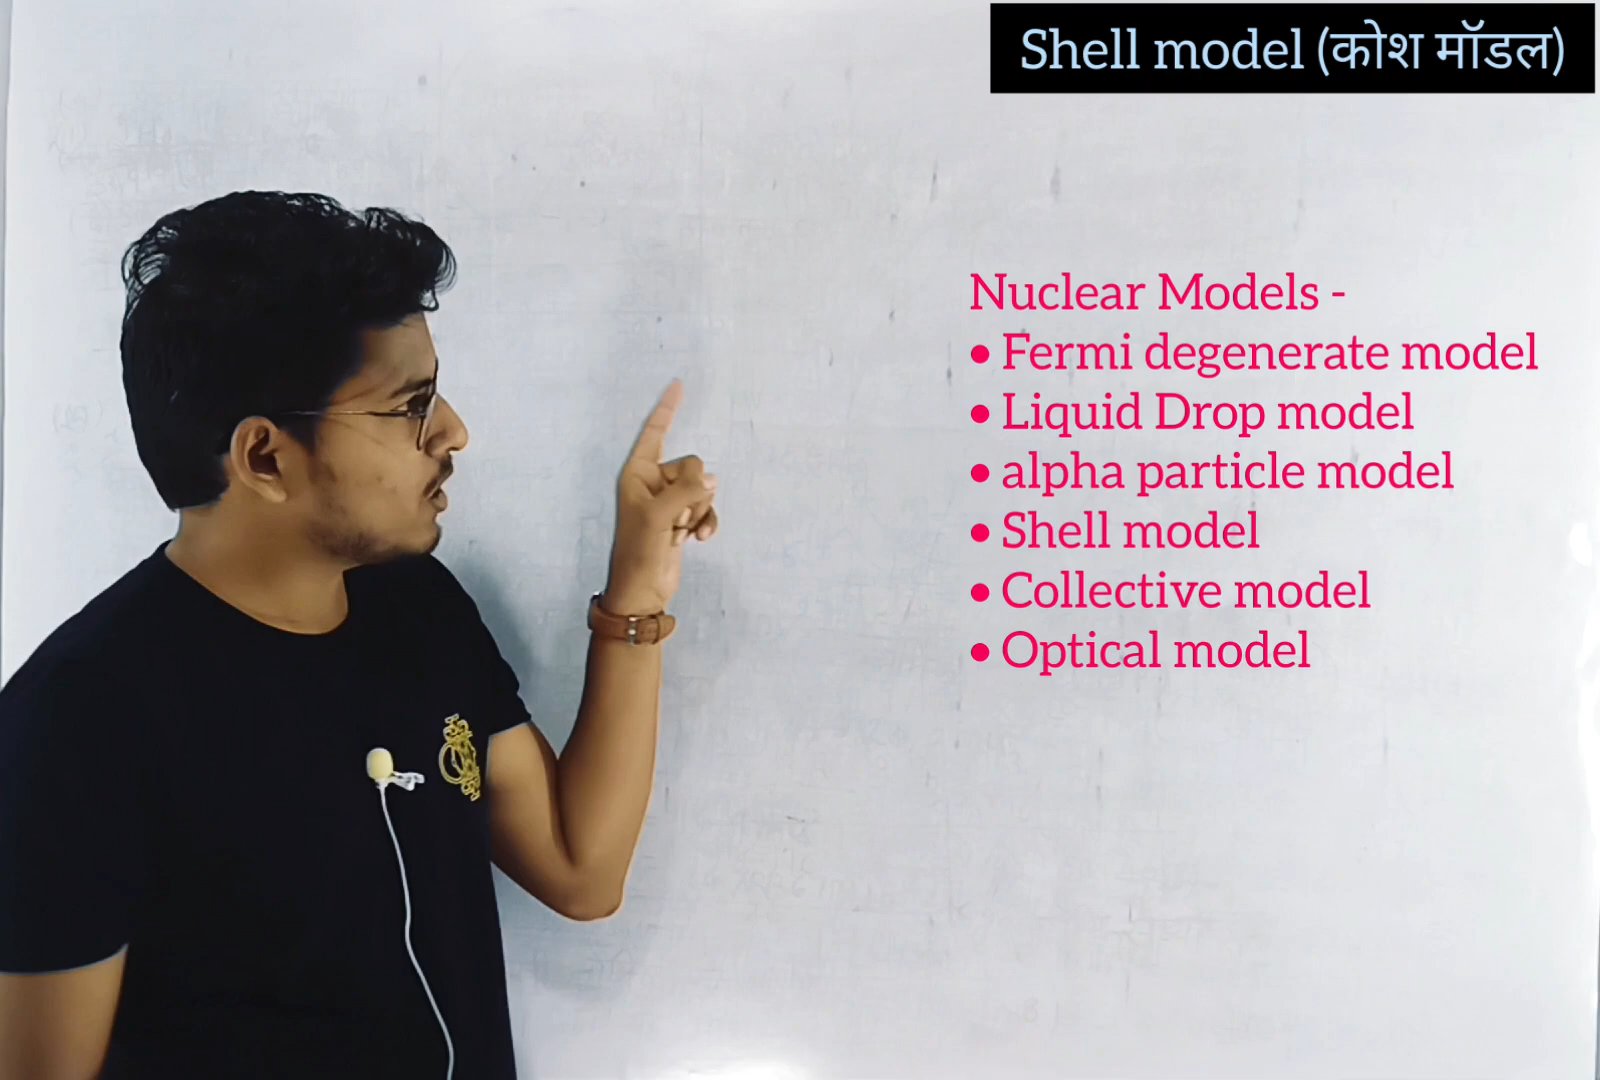 Shell model (कोश मॉडल)
Nuclear Models -
• Fermi degenerate model
• Liquid Drop model
• alpha particle model
• Shell model
• Collective model
• Optical model